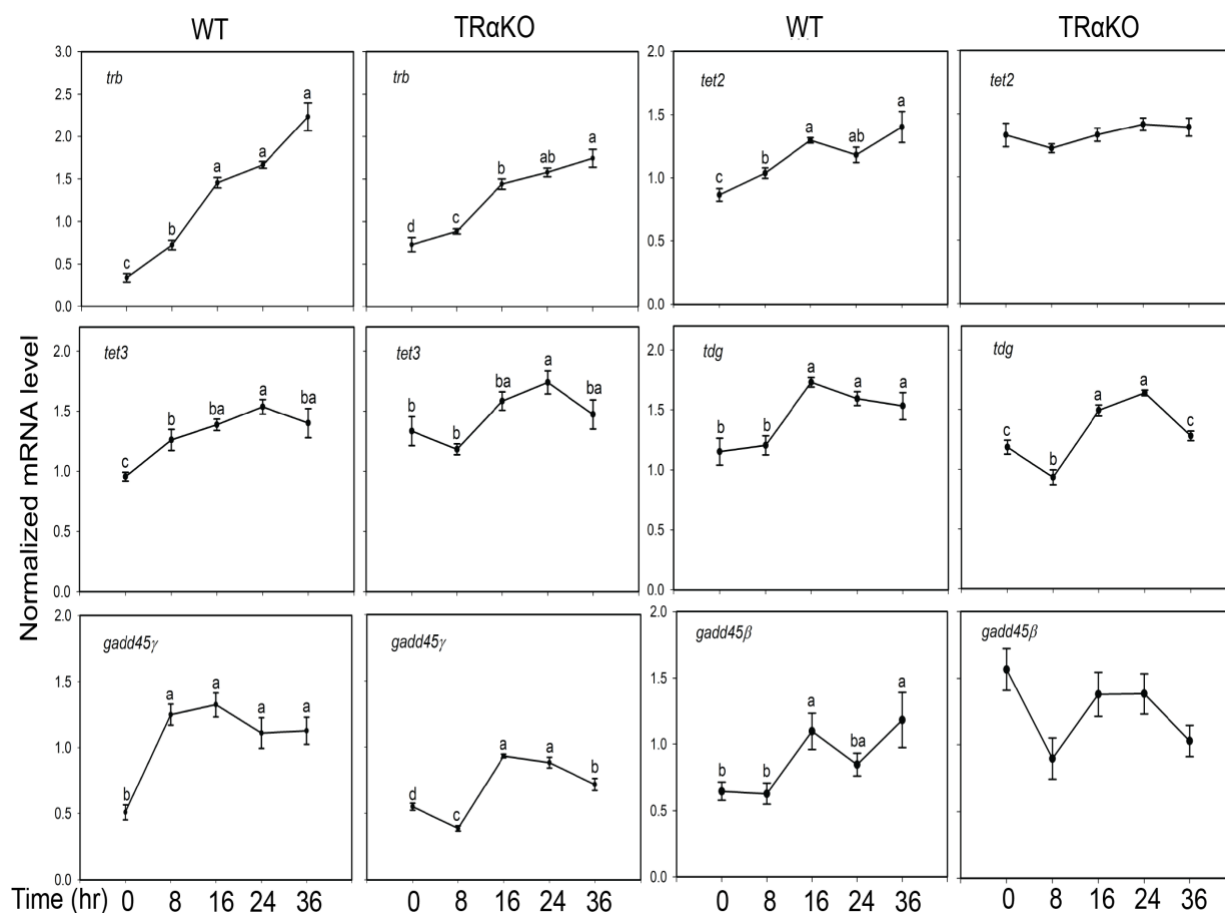 WT TRαKO WT TRαKO
Normalized mRNA level
3.0
2.5
2.0
1.5
1.0
0.5
0.0
trb
c b a a a
trb
d c b ab a
2.0
1.5
1.0
0.5
0.0
tet2
c b a ab a
tet2
2.0
1.5
1.0
0.5
0.0
tet3
c b ba a ba
tet3
b b ba a ba
2.0
1.5
1.0
0.5
0.0
tdg
b b a a a
tdg
c b a a c
2.0
1.5
1.0
0.5
0.0
gadd45γ
b a a a a
gadd45γ
d c a a b
2.0
1.5
1.0
0.5
0.0
gadd45β
b b a ba a
gadd45β
Time (hr) 0 8 16 24 36 0 8 16 24 36 0 8 16 24 36 0 8 16 24 36